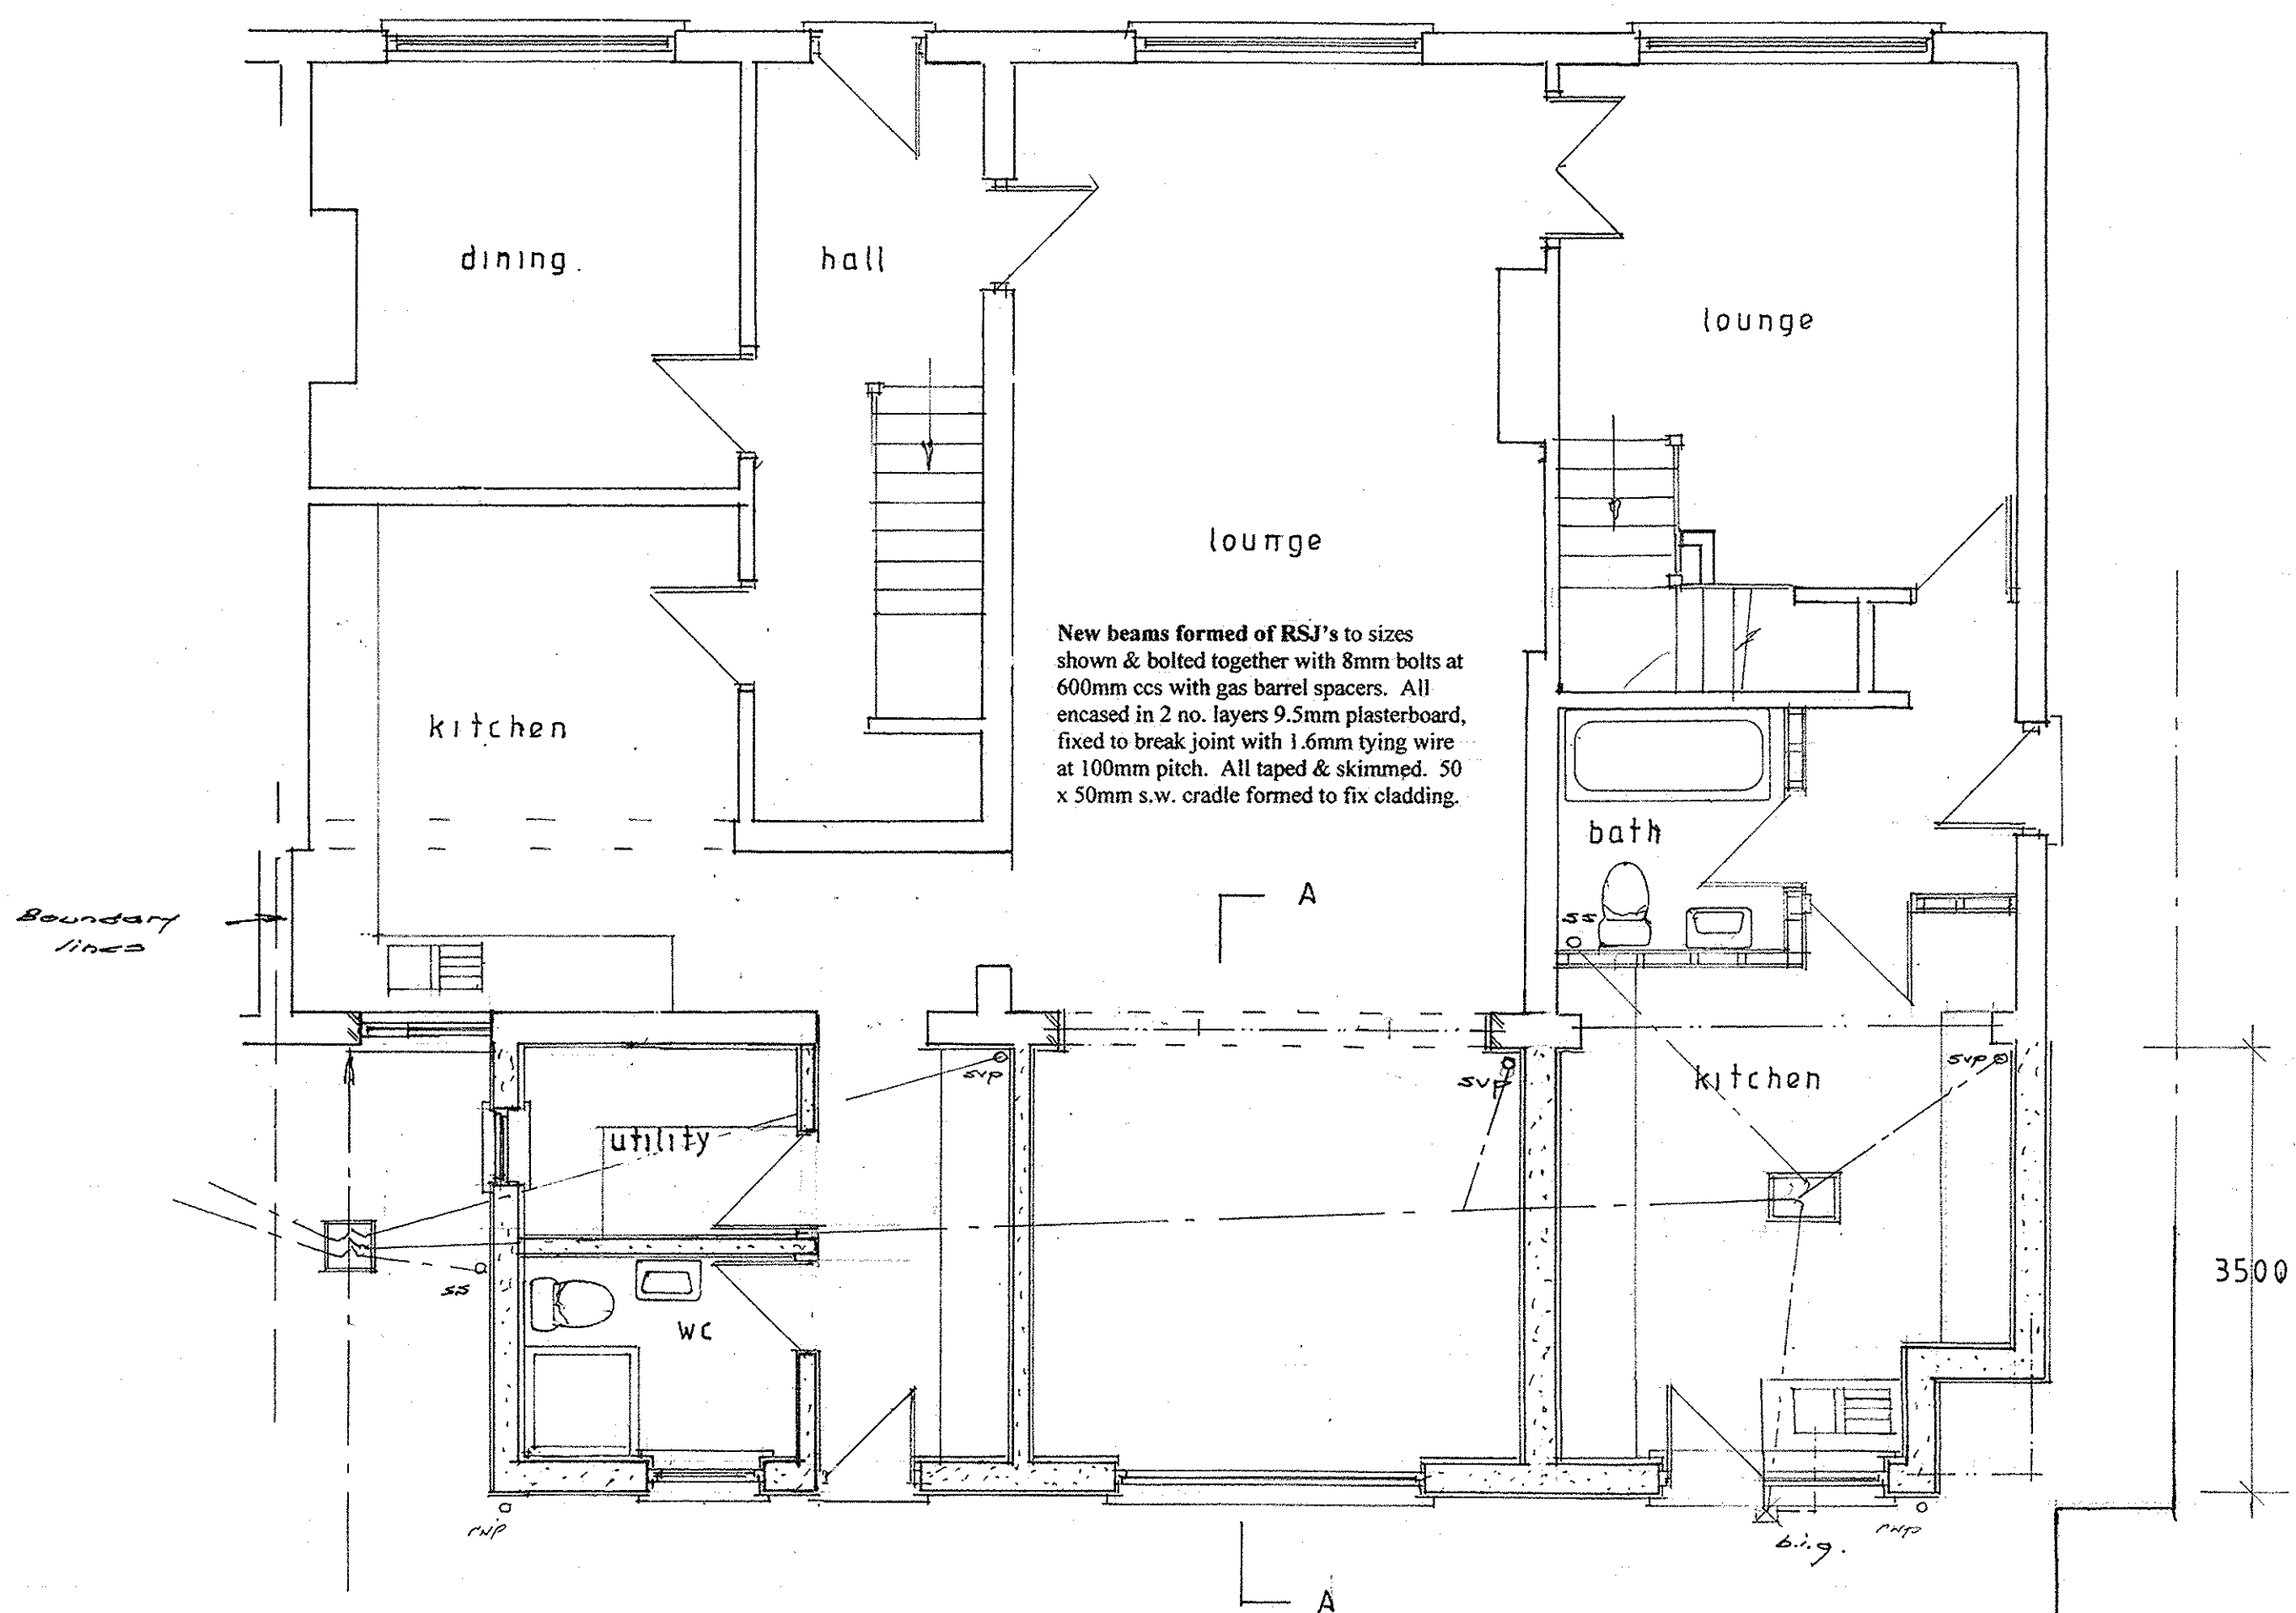 dining.
hall
lounge
lounge
New beams formed of RSJ's to sizes
shown & bolted together with 8mm bolts at
600mm ccs with gas barrel spacers. All
encased in 2 no. layers 9.5mm plasterboard,
fixed to break joint with 1.6mm tying wire
at 100mm pitch. All taped & skimmed. 50
x 50mm s.w. cradle formed to fix cladding.
kitchen
bath
A
Boundary
lines
ss
svp
svp
svp
kitchen
utility
3500
ss
wc
rwp
rwp
b.i.g.
A